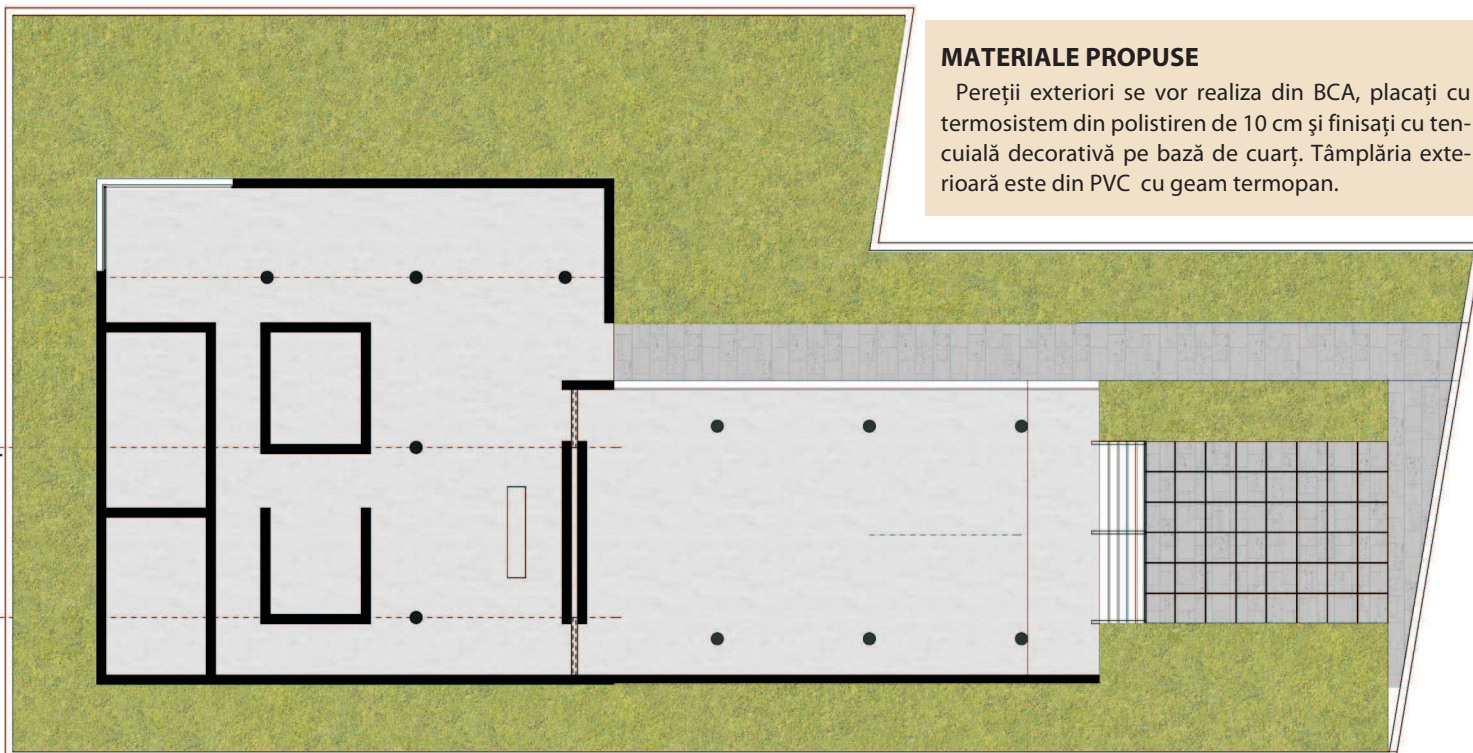 MATERIALE PROPUSE
Pereții exteriori se vor realiza din BCA, placați cu
termosistem din polistiren de 10 cm şi finisați cu ten-
cuială decorativă pe bază de cuarț. Tâmplăria exte-
rioară este din PVC cu geam termopan.